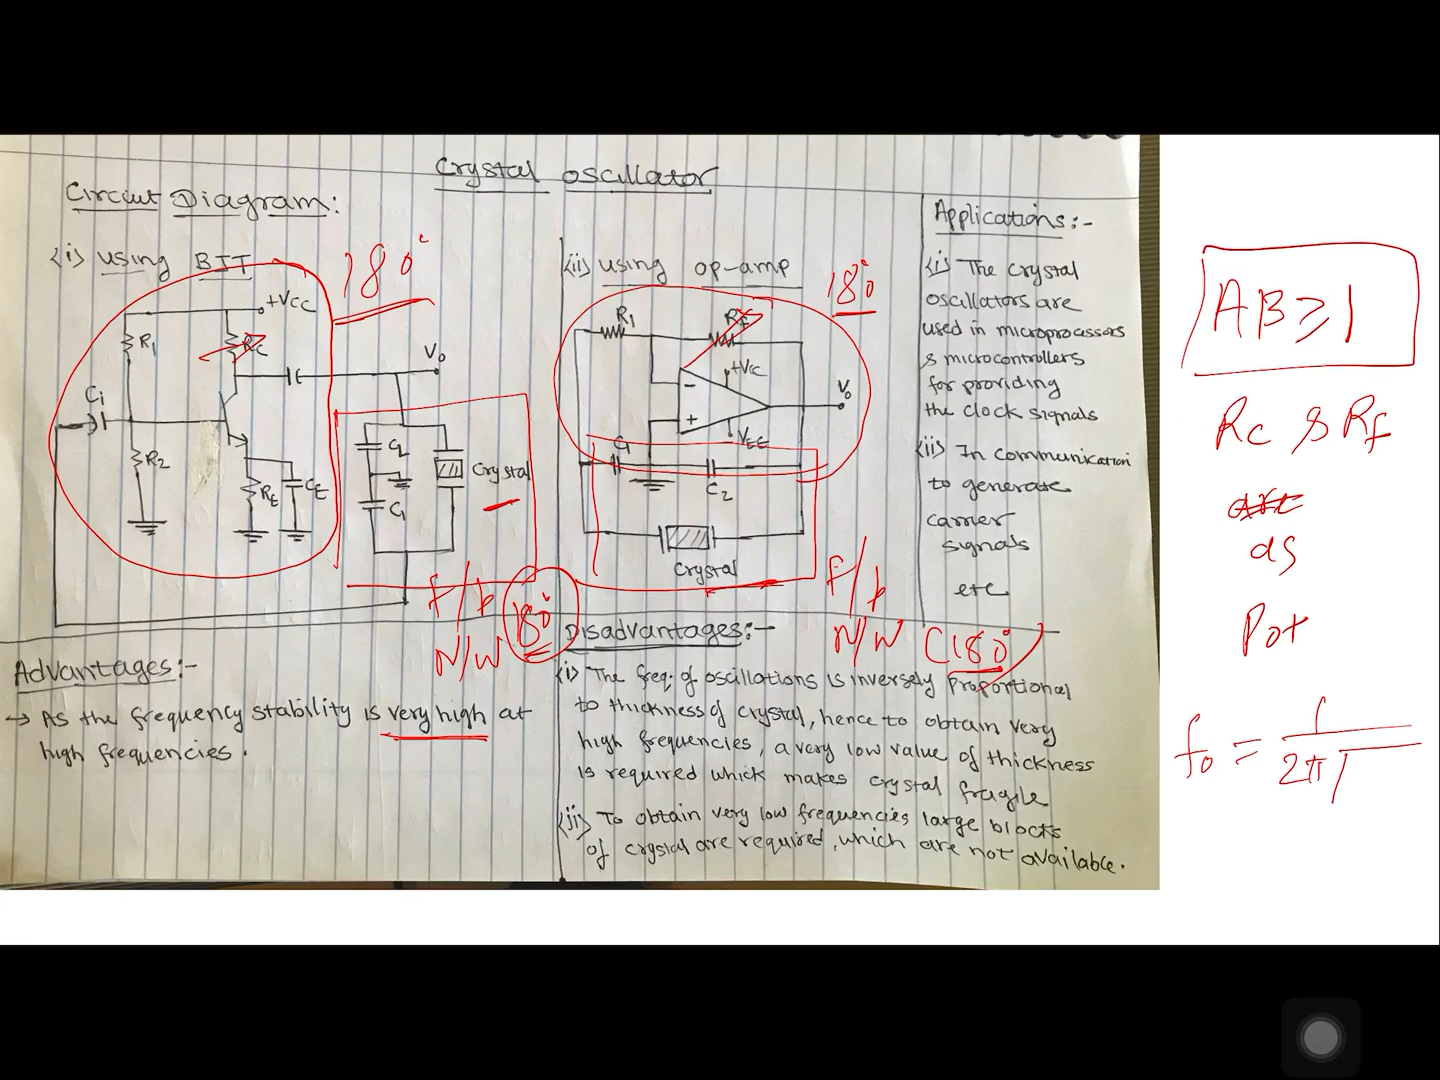 Crystal oscillator
Circuit Diagram:
(i) using BJT
180°
+Vcc
R1
Rc
Vo
Ci
R2
RE
CE
C2
C1
Crystal
F/b
N/W
180°
(ii) using op-amp
180°
R1
Rf
+Vcc
-
+
Vo
VEE
C1
C2
Crystal
F/b
N/W (180°)
Applications:-
(i) The crystal
oscillators are
used in microprocessors
& microcontrollers
for providing
the clock signals
(ii) In communication
to generate
carrier
signals
etc
Advantages:-
→ As the frequency stability is very high at
high frequencies.
Disadvantages:-
(i) The freq. of oscillations is inversely proportional
to thickness of crystal, hence to obtain very
high frequencies, a very low value of thickness
is required which makes crystal fragile
(ii) To obtain very low frequencies large blocks
of crystal are required, which are not available.
AB ≥ 1
Rc & Rf
as
Pot
fo = 1
2π√